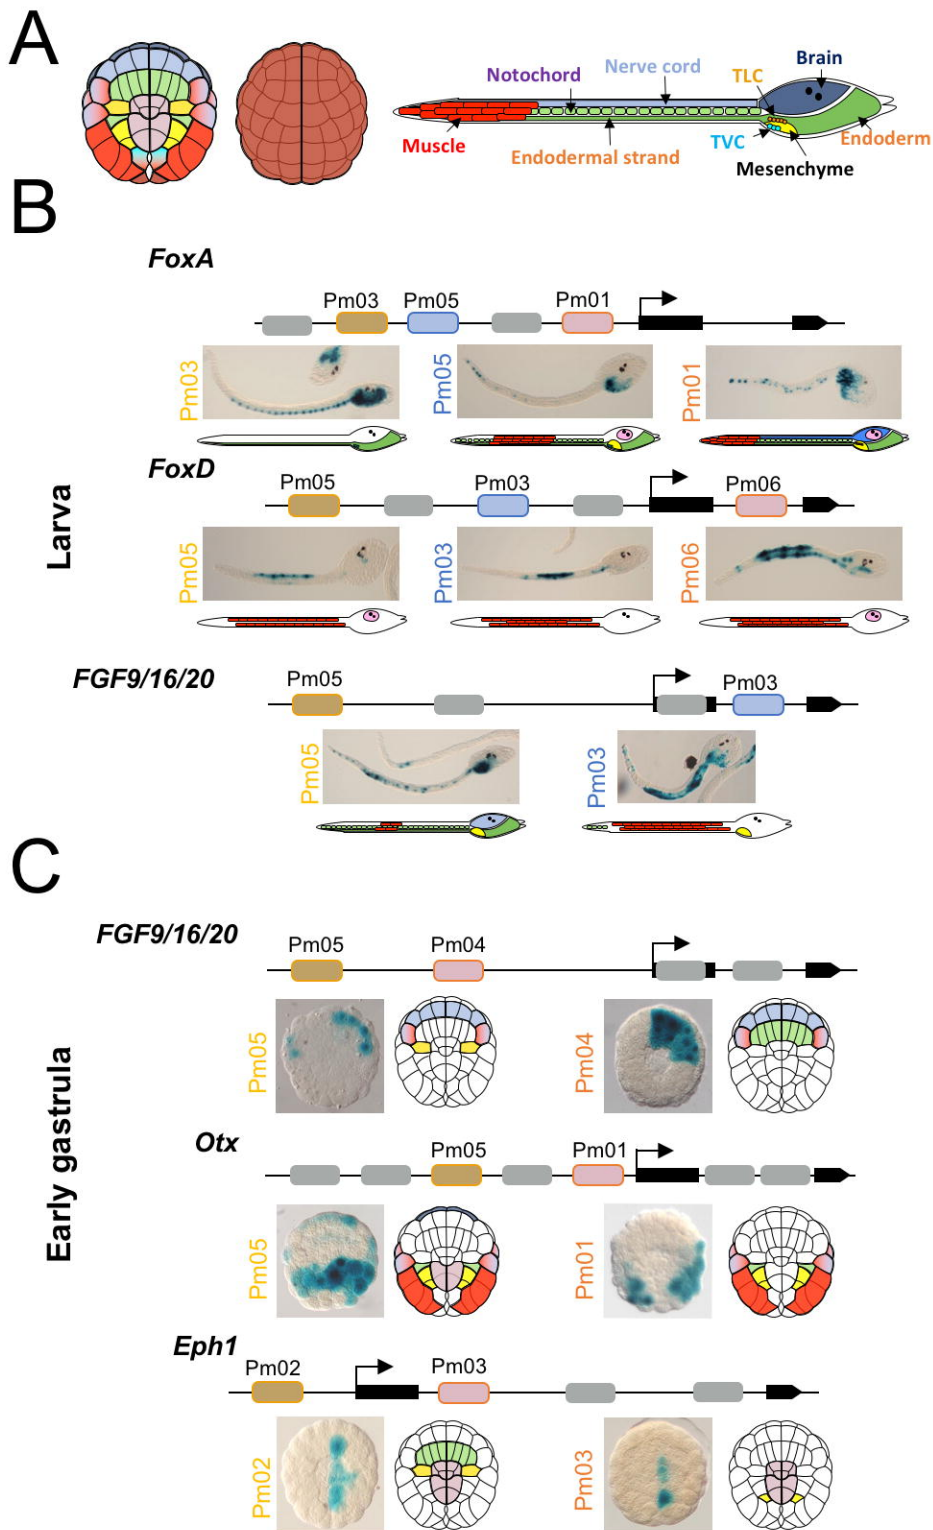 A
Notochord
Nerve cord
TLC
Brain
Muscle
Endodermal strand
TVC
Endoderm
Mesenchyme
B
FoxA
Pm03 Pm05 Pm01
Pm03
Pm05
Pm01
FoxD
Pm05 Pm03 Pm06
Larva
Pm05
Pm03
Pm06
FGF9/16/20
Pm05 Pm03
Pm05
Pm03
C
FGF9/16/20
Pm05 Pm04
Pm05
Pm04
Early gastrula
Otx
Pm05 Pm01
Pm05
Pm01
Eph1
Pm02 Pm03
Pm02
Pm03